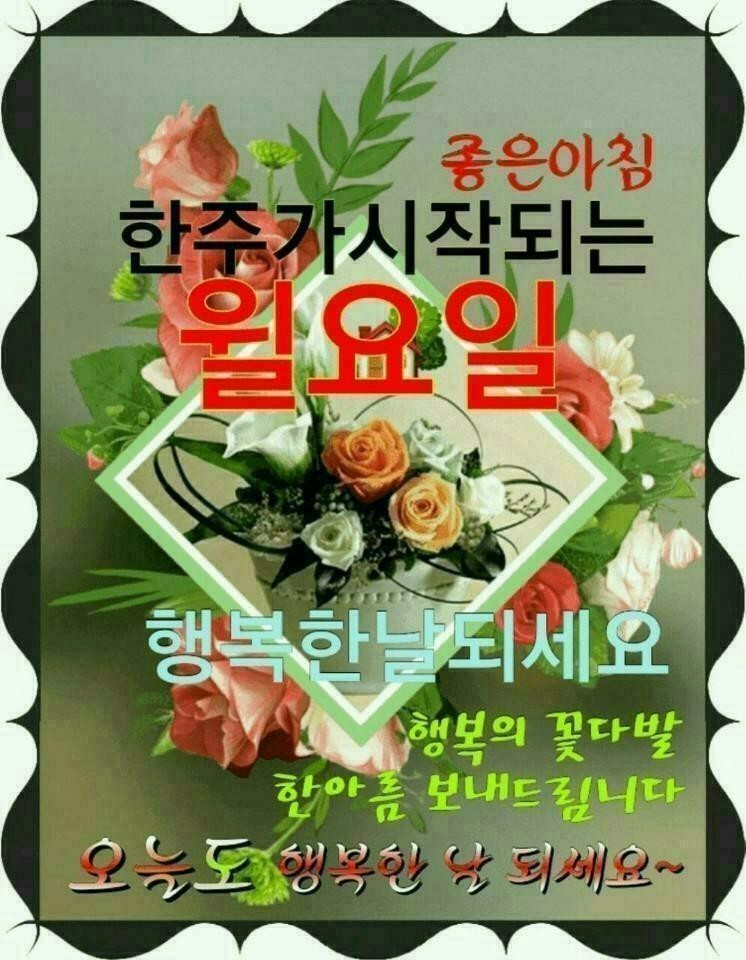 좋은아침
한주가시작되는
월요일
행복한날되세요
행복의 꽃다발
한아름 보내드립니다
오늘도 행복한 날 되세요~